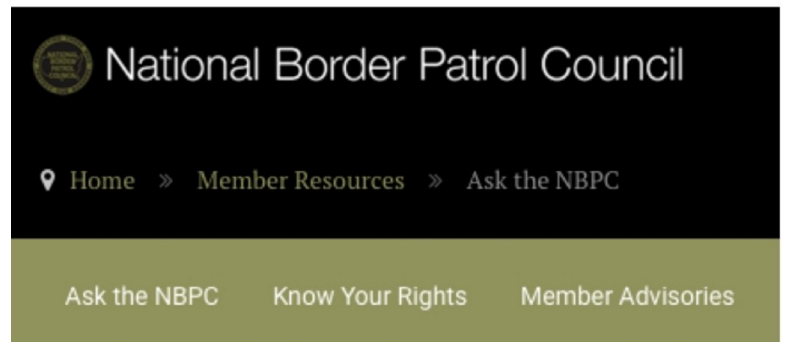 National Border Patrol Council
Home » Member Resources » Ask the NBPC
Ask the NBPC Know Your Rights Member Advisories